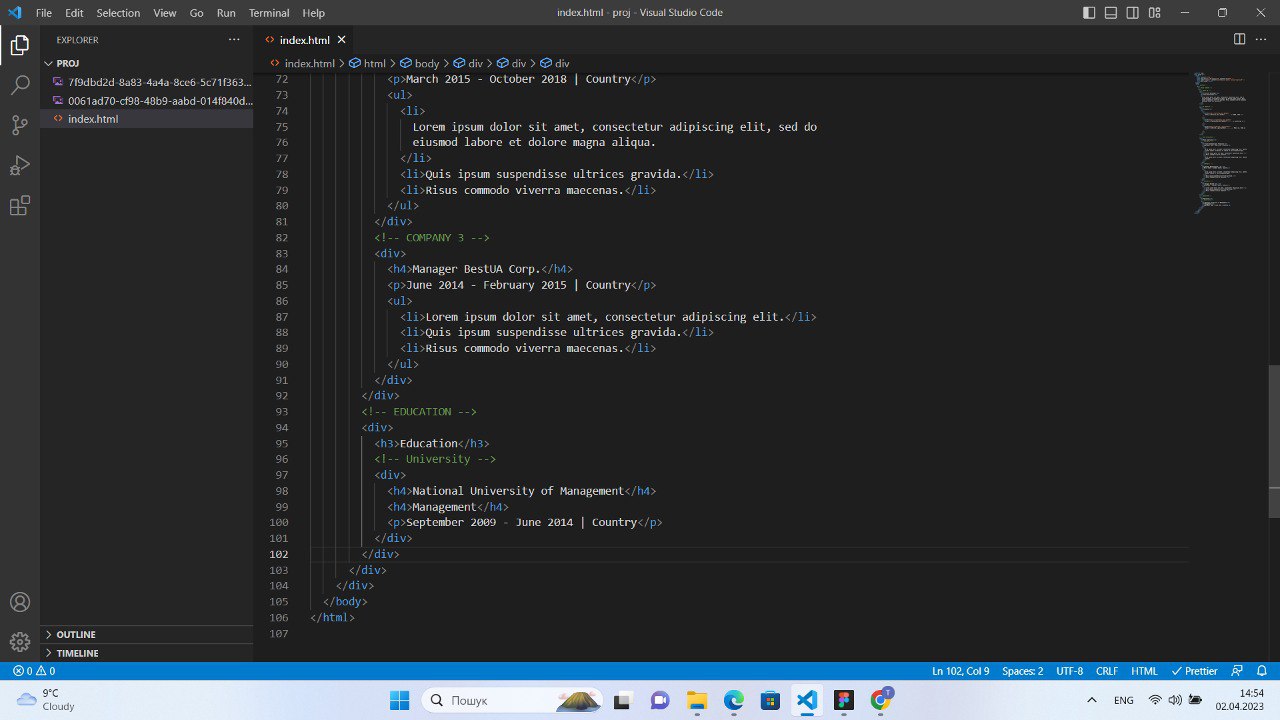 File Edit Selection View Go Run Terminal Help
index.html - proj - Visual Studio Code
EXPLORER
PROJ
7f9dbd2d-8a83-4a4a-8ce6-5c71f363...
0061ad70-cf98-48b9-aabd-014f840d...
index.html
OUTLINE
TIMELINE
index.html
index.html > html > body > div > div > div
72 <p>March 2015 - October 2018 | Country</p>
73 <ul>
74 <li>
75 Lorem ipsum dolor sit amet, consectetur adipiscing elit, sed do
76 eiusmod labore et dolore magna aliqua.
77 </li>
78 <li>Quis ipsum suspendisse ultrices gravida.</li>
79 <li>Risus commodo viverra maecenas.</li>
80 </ul>
81 </div>
82 <!-- COMPANY 3 -->
83 <div>
84 <h4>Manager BestUA Corp.</h4>
85 <p>June 2014 - February 2015 | Country</p>
86 <ul>
87 <li>Lorem ipsum dolor sit amet, consectetur adipiscing elit.</li>
88 <li>Quis ipsum suspendisse ultrices gravida.</li>
89 <li>Risus commodo viverra maecenas.</li>
90 </ul>
91 </div>
92 </div>
93 <!-- EDUCATION -->
94 <div>
95 <h3>Education</h3>
96 <!-- University -->
97 <div>
98 <h4>National University of Management</h4>
99 <h4>Management</h4>
100 <p>September 2009 - June 2014 | Country</p>
101 </div>
102 </div>
103 </div>
104 </div>
105 </body>
106 </html>
107
0 0
Ln 102, Col 9 Spaces: 2 UTF-8 CRLF HTML Prettier
9°C
Cloudy
Пошук
T
ENG
14:54
02.04.2023